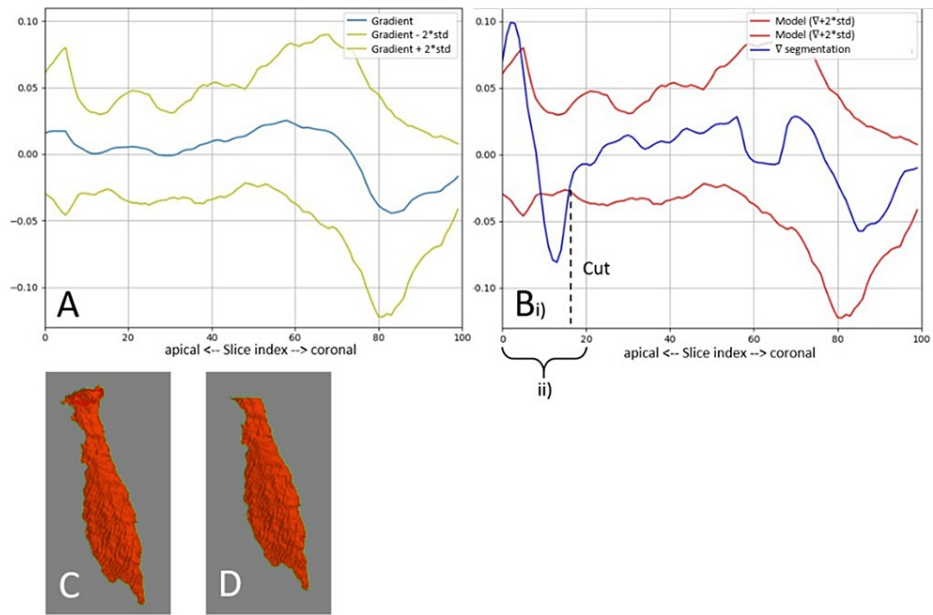 0.10
0.05
0.00
−0.05
−0.10
Gradient
Gradient - 2*std
Gradient + 2*std
A
0
20
40
60
80
100
apical <-- Slice index --> coronal
0.10
0.05
0.00
0.05
0.10
Model (∇+2*std)
Model (∇+2*std)
∇ segmentation
Cut
Bi)
0
20
40
60
80
100
apical <-- Slice index --> coronal
ii)
C
D